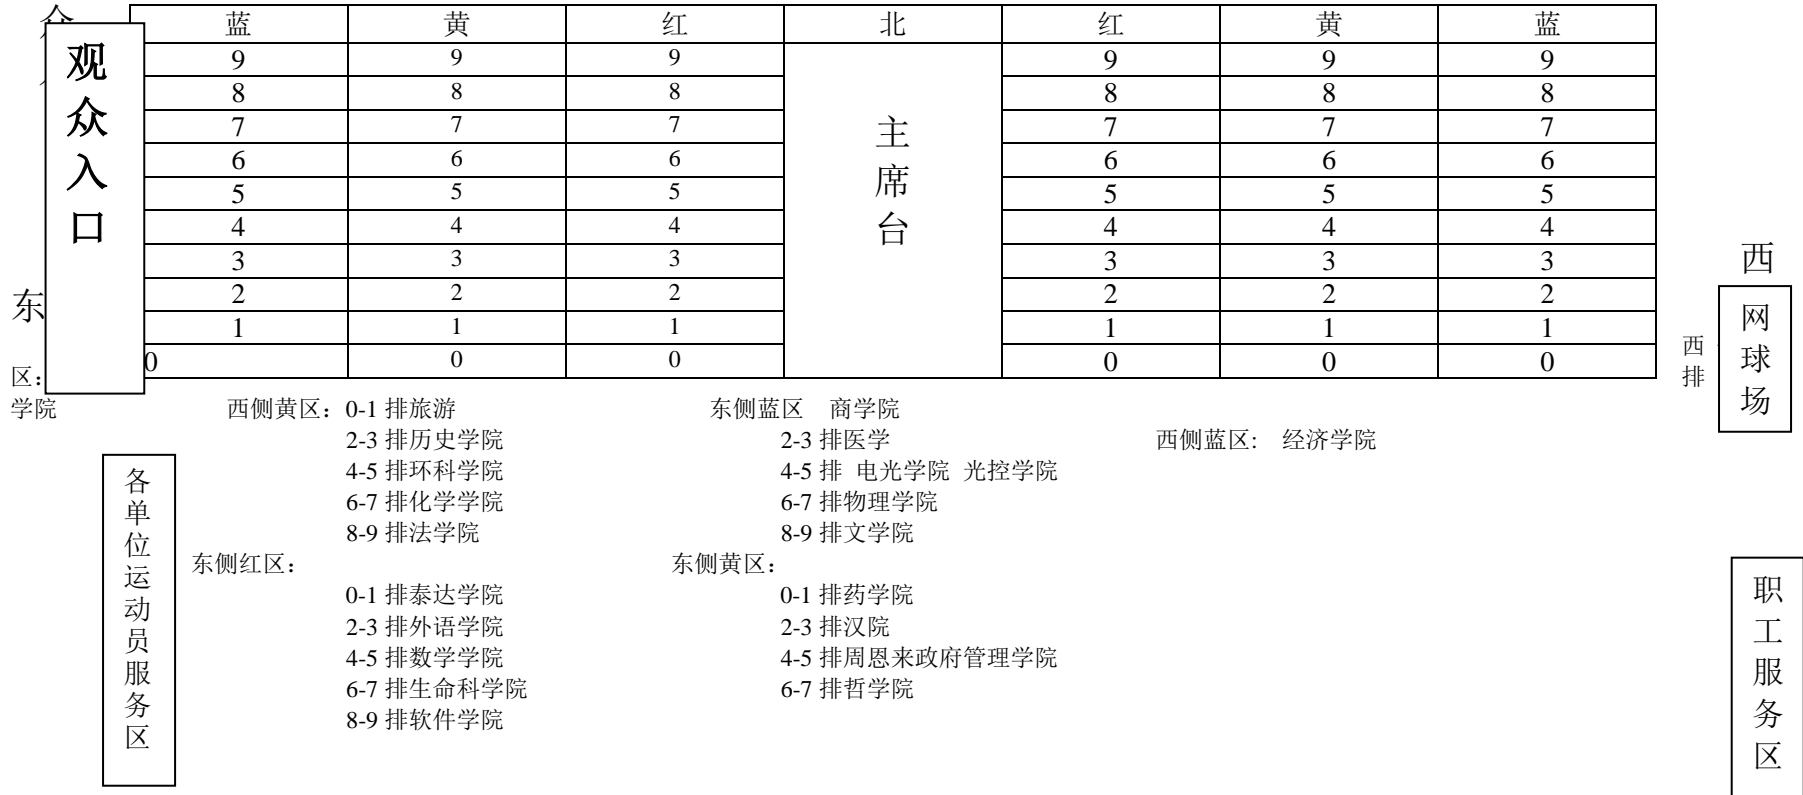 蓝 黄 红 北 红 黄 蓝
9 9 9 9 9 9
8 8 8 8 8 8
7 7 7 7 7 7
6 6 6 6 6 6
5 5 5 5 5 5
4 4 4 4 4 4
3 3 3 3 3 3
2 2 2 2 2 2
1 1 1 1 1 1
0 0 0 0 0 0
观众入口
主席台
东
西
网球场
西
排
区：
学院
西侧黄区：0-1 排旅游
2-3 排历史学院
4-5 排环科学院
6-7 排化学学院
8-9 排法学院
东侧蓝区 商学院
2-3 排医学
4-5 排 电光学院 光控学院
6-7 排物理学院
8-9 排文学院
西侧蓝区: 经济学院
东侧红区：
0-1 排泰达学院
2-3 排外语学院
4-5 排数学学院
6-7 排生命科学院
8-9 排软件学院
东侧黄区：
0-1 排药学院
2-3 排汉院
4-5 排周恩来政府管理学院
6-7 排哲学院
各单位运动员服务区
职工服务区